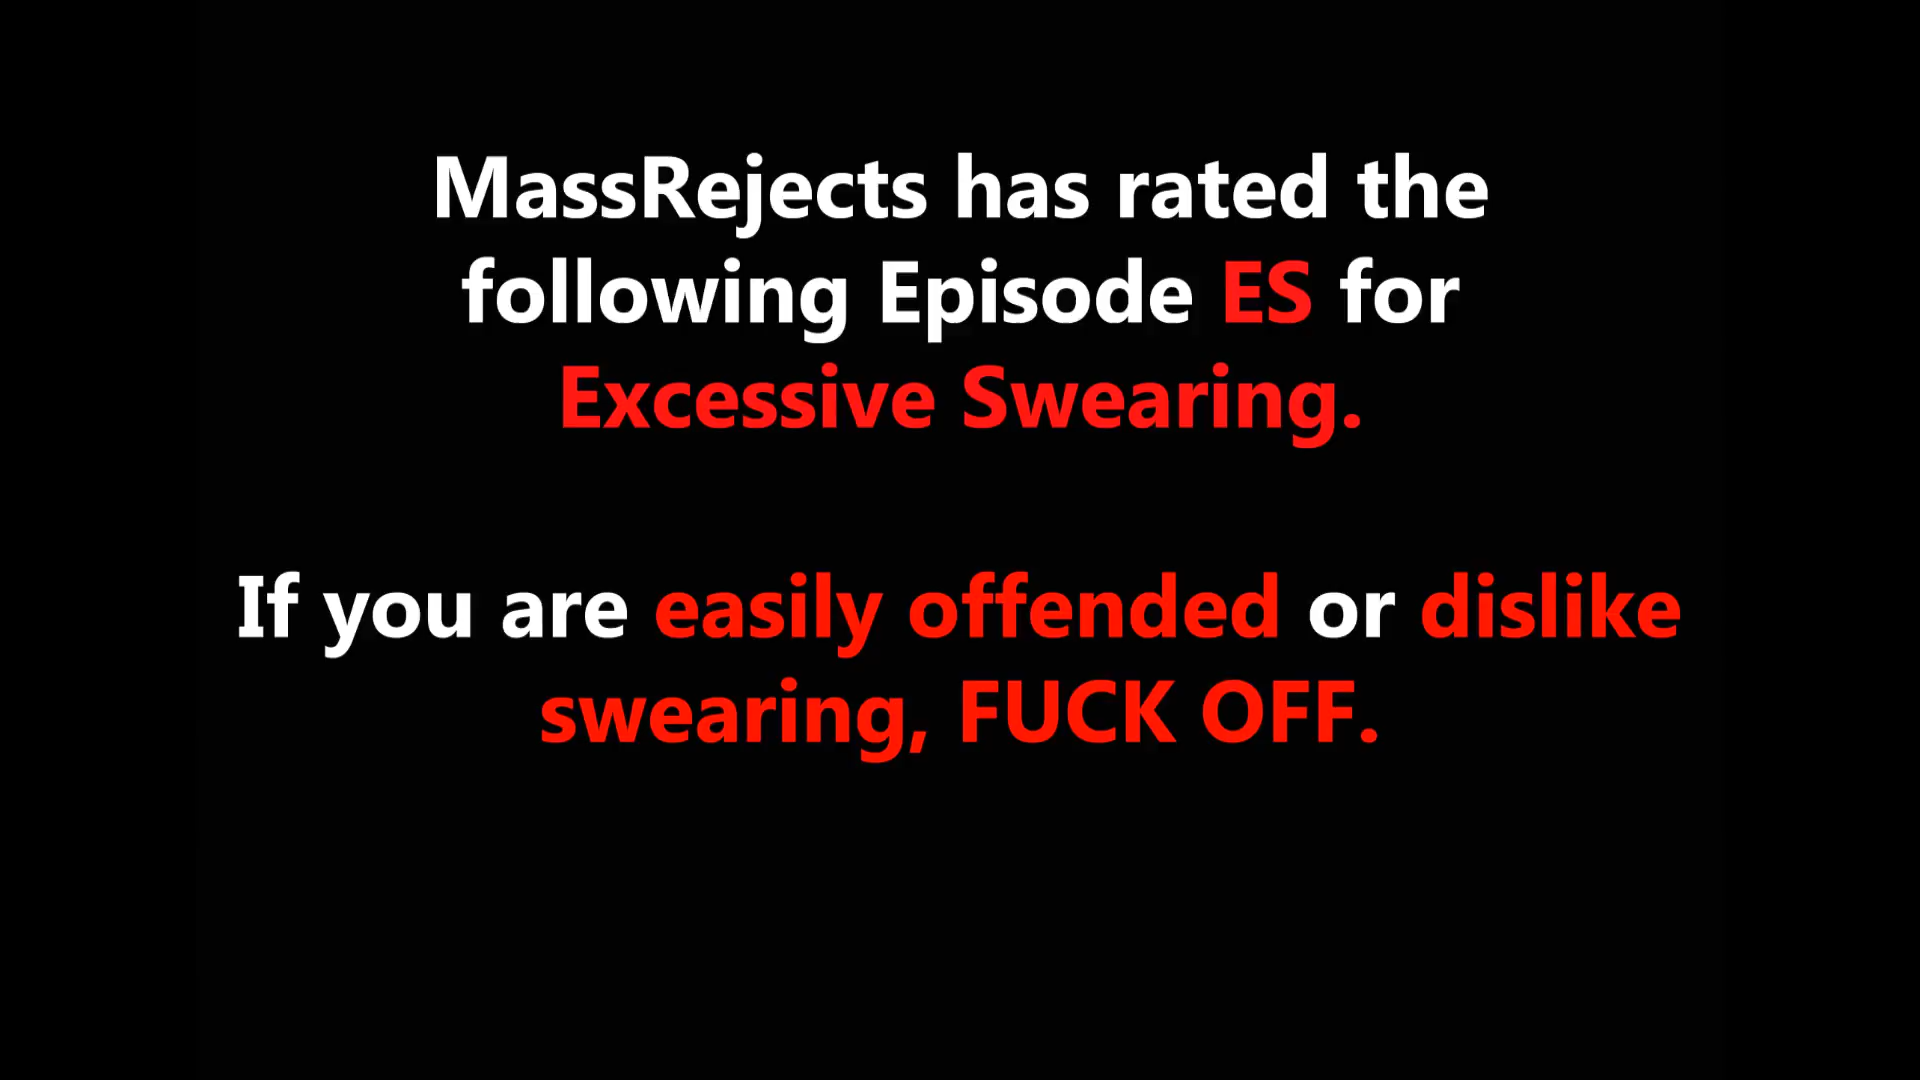 MassRejects has rated the
following Episode ES for
Excessive Swearing.
If you are easily offended or dislike
swearing, FUCK OFF.